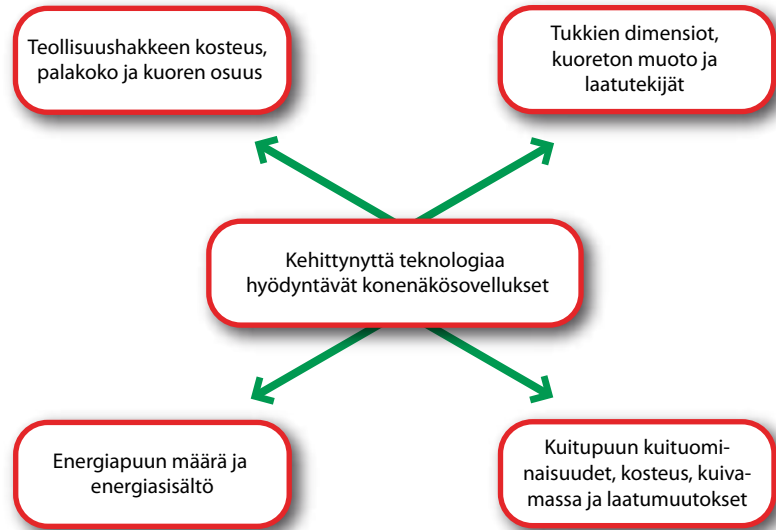 Teollisuushakkeen kosteus,
palakoko ja kuoren osuus
Tukkien dimensiot,
kuoreton muoto ja
laatutekijät
Kehittynyttä teknologiaa
hyödyntävät konenäkösovellukset
Energiapuun määrä ja
energiasisältö
Kuitupuun kuituomi-
naisuudet, kosteus, kuiva-
massa ja laatumuutokset